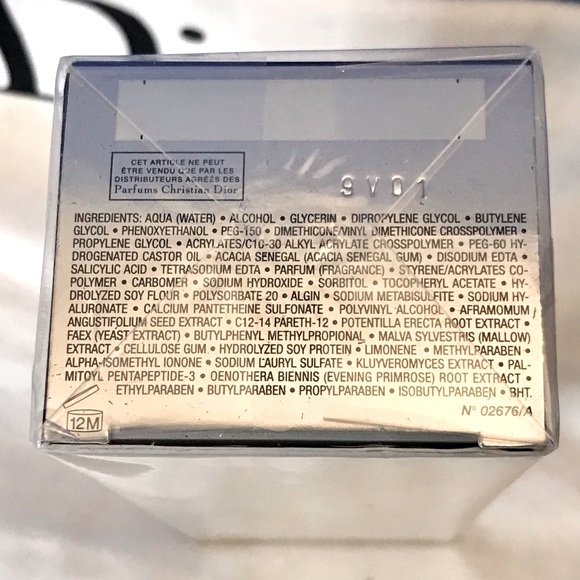 CET ARTICLE NE PEUT
ÊTRE VENDU QUE PAR LES
DISTRIBUTEURS AGRÉÉS DES
Parfums Christian Dior
9V01
INGREDIENTS: AQUA (WATER) • ALCOHOL • GLYCERIN • DIPROPYLENE GLYCOL • BUTYLENE
GLYCOL • PHENOXYETHANOL • PEG-150 • DIMETHICONE/VINYL DIMETHICONE CROSSPOLYMER •
PROPYLENE GLYCOL • ACRYLATES/C10-30 ALKYL ACRYLATE CROSSPOLYMER • PEG-60 HY-
DROGENATED CASTOR OIL • ACACIA SENEGAL (ACACIA SENEGAL GUM) • DISODIUM EDTA •
SALICYLIC ACID • TETRASODIUM EDTA • PARFUM (FRAGRANCE) • STYRENE/ACRYLATES CO-
POLYMER • CARBOMER • SODIUM HYDROXIDE • SORBITOL • TOCOPHERYL ACETATE • HY-
DROLYZED SOY FLOUR • POLYSORBATE 20 • ALGIN • SODIUM METABISULFITE • SODIUM HY-
ALURONATE • CALCIUM PANTETHEINE SULFONATE • POLYVINYL ALCOHOL • AFRAMOMUM
ANGUSTIFOLIUM SEED EXTRACT • C12-14 PARETH-12 • POTENTILLA ERECTA ROOT EXTRACT •
FAEX (YEAST EXTRACT) • BUTYLPHENYL METHYLPROPIONAL • MALVA SYLVESTRIS (MALLOW)
EXTRACT • CELLULOSE GUM • HYDROLYZED SOY PROTEIN • LIMONENE • METHYLPARABEN •
ALPHA-ISOMETHYL IONONE • SODIUM LAURYL SULFATE • KLUYVEROMYCES EXTRACT • PAL-
MITOYL PENTAPEPTIDE-3 • OENOTHERA BIENNIS (EVENING PRIMROSE) ROOT EXTRACT •
ETHYLPARABEN • BUTYLPARABEN • PROPYLPARABEN • ISOBUTYLPARABEN • BHT.
12M
N° 02676/A